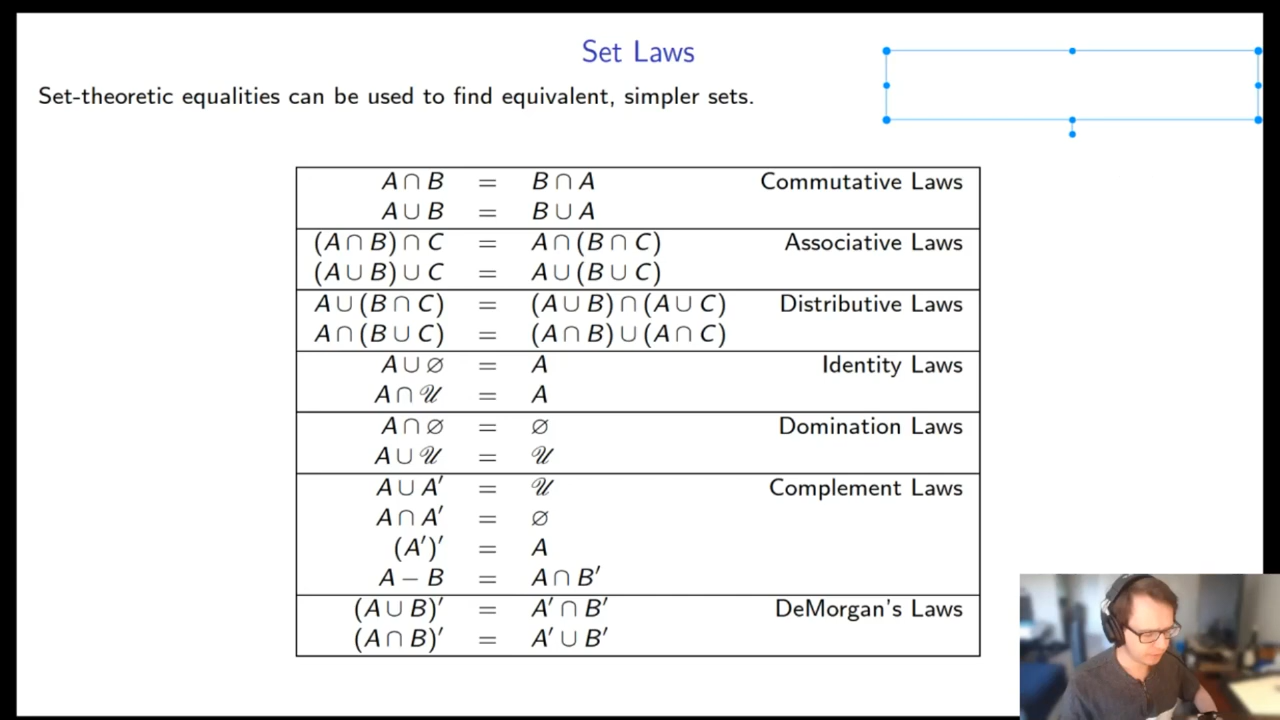 Set Laws
Set-theoretic equalities can be used to find equivalent, simpler sets.
A ∩ B = B ∩ A Commutative Laws
A ∪ B = B ∪ A
(A ∩ B) ∩ C = A ∩ (B ∩ C) Associative Laws
(A ∪ B) ∪ C = A ∪ (B ∪ C)
A ∪ (B ∩ C) = (A ∪ B) ∩ (A ∪ C) Distributive Laws
A ∩ (B ∪ C) = (A ∩ B) ∪ (A ∩ C)
A ∪ ∅ = A Identity Laws
A ∩ 𝒰 = A
A ∩ ∅ = ∅ Domination Laws
A ∪ 𝒰 = 𝒰
A ∪ A′ = 𝒰 Complement Laws
A ∩ A′ = ∅
(A′)′ = A
A − B = A ∩ B′
(A ∪ B)′ = A′ ∩ B′ DeMorgan's Laws
(A ∩ B)′ = A′ ∪ B′